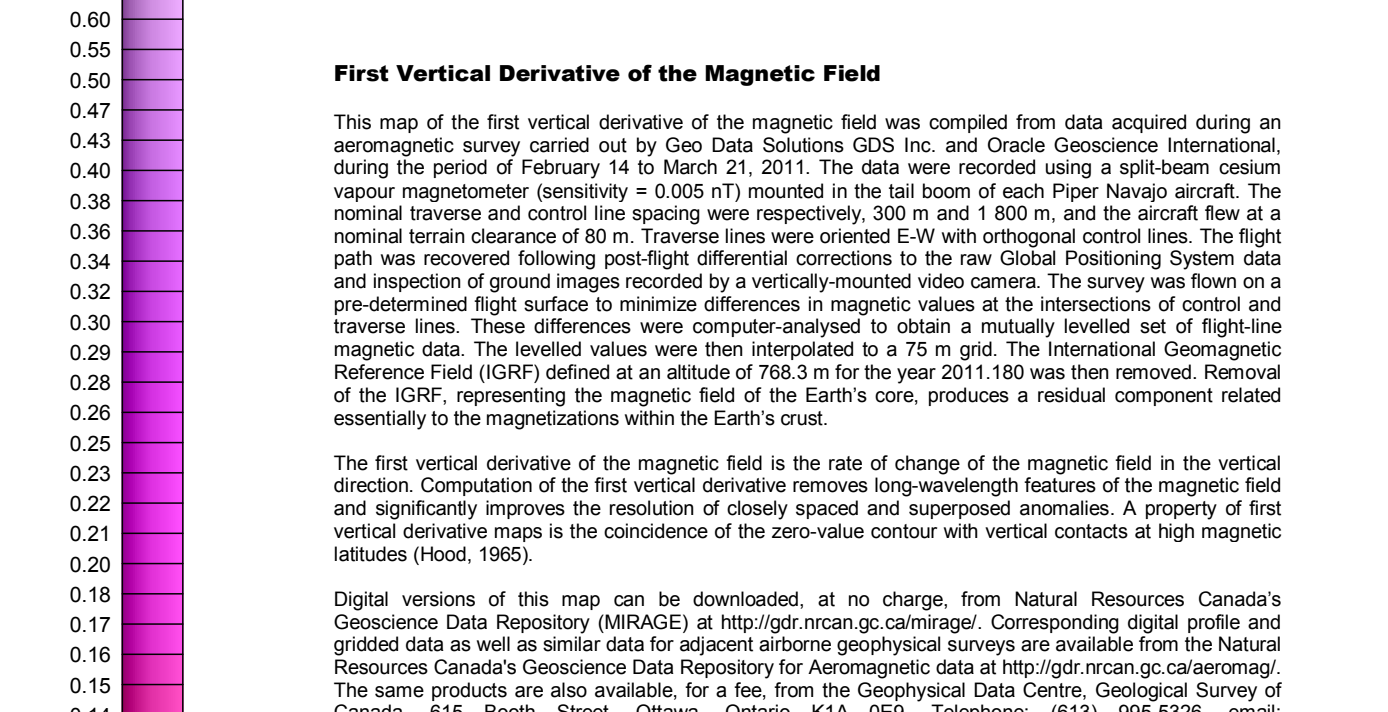 0.60
0.55
0.50
0.47
0.43
0.40
0.38
0.36
0.34
0.32
0.30
0.29
0.28
0.26
0.25
0.23
0.22
0.21
0.20
0.18
0.17
0.16
0.15
0.14
First Vertical Derivative of the Magnetic Field
This map of the first vertical derivative of the magnetic field was compiled from data acquired during an
aeromagnetic survey carried out by Geo Data Solutions GDS Inc. and Oracle Geoscience International,
during the period of February 14 to March 21, 2011. The data were recorded using a split-beam cesium
vapour magnetometer (sensitivity = 0.005 nT) mounted in the tail boom of each Piper Navajo aircraft. The
nominal traverse and control line spacing were respectively, 300 m and 1 800 m, and the aircraft flew at a
nominal terrain clearance of 80 m. Traverse lines were oriented E-W with orthogonal control lines. The flight
path was recovered following post-flight differential corrections to the raw Global Positioning System data
and inspection of ground images recorded by a vertically-mounted video camera. The survey was flown on a
pre-determined flight surface to minimize differences in magnetic values at the intersections of control and
traverse lines. These differences were computer-analysed to obtain a mutually levelled set of flight-line
magnetic data. The levelled values were then interpolated to a 75 m grid. The International Geomagnetic
Reference Field (IGRF) defined at an altitude of 768.3 m for the year 2011.180 was then removed. Removal
of the IGRF, representing the magnetic field of the Earth's core, produces a residual component related
essentially to the magnetizations within the Earth's crust.
The first vertical derivative of the magnetic field is the rate of change of the magnetic field in the vertical
direction. Computation of the first vertical derivative removes long-wavelength features of the magnetic field
and significantly improves the resolution of closely spaced and superposed anomalies. A property of first
vertical derivative maps is the coincidence of the zero-value contour with vertical contacts at high magnetic
latitudes (Hood, 1965).
Digital versions of this map can be downloaded, at no charge, from Natural Resources Canada's
Geoscience Data Repository (MIRAGE) at http://gdr.nrcan.gc.ca/mirage/. Corresponding digital profile and
gridded data as well as similar data for adjacent airborne geophysical surveys are available from the Natural
Resources Canada's Geoscience Data Repository for Aeromagnetic data at http://gdr.nrcan.gc.ca/aeromag/.
The same products are also available, for a fee, from the Geophysical Data Centre, Geological Survey of
Canada, 615 Booth Street, Ottawa, Ontario K1A 0E9. Telephone: (613) 995-5326, email: